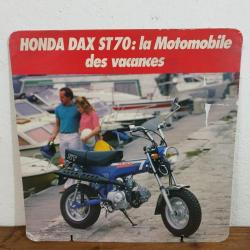 HONDA DAX ST70: la Motomobile
des vacances